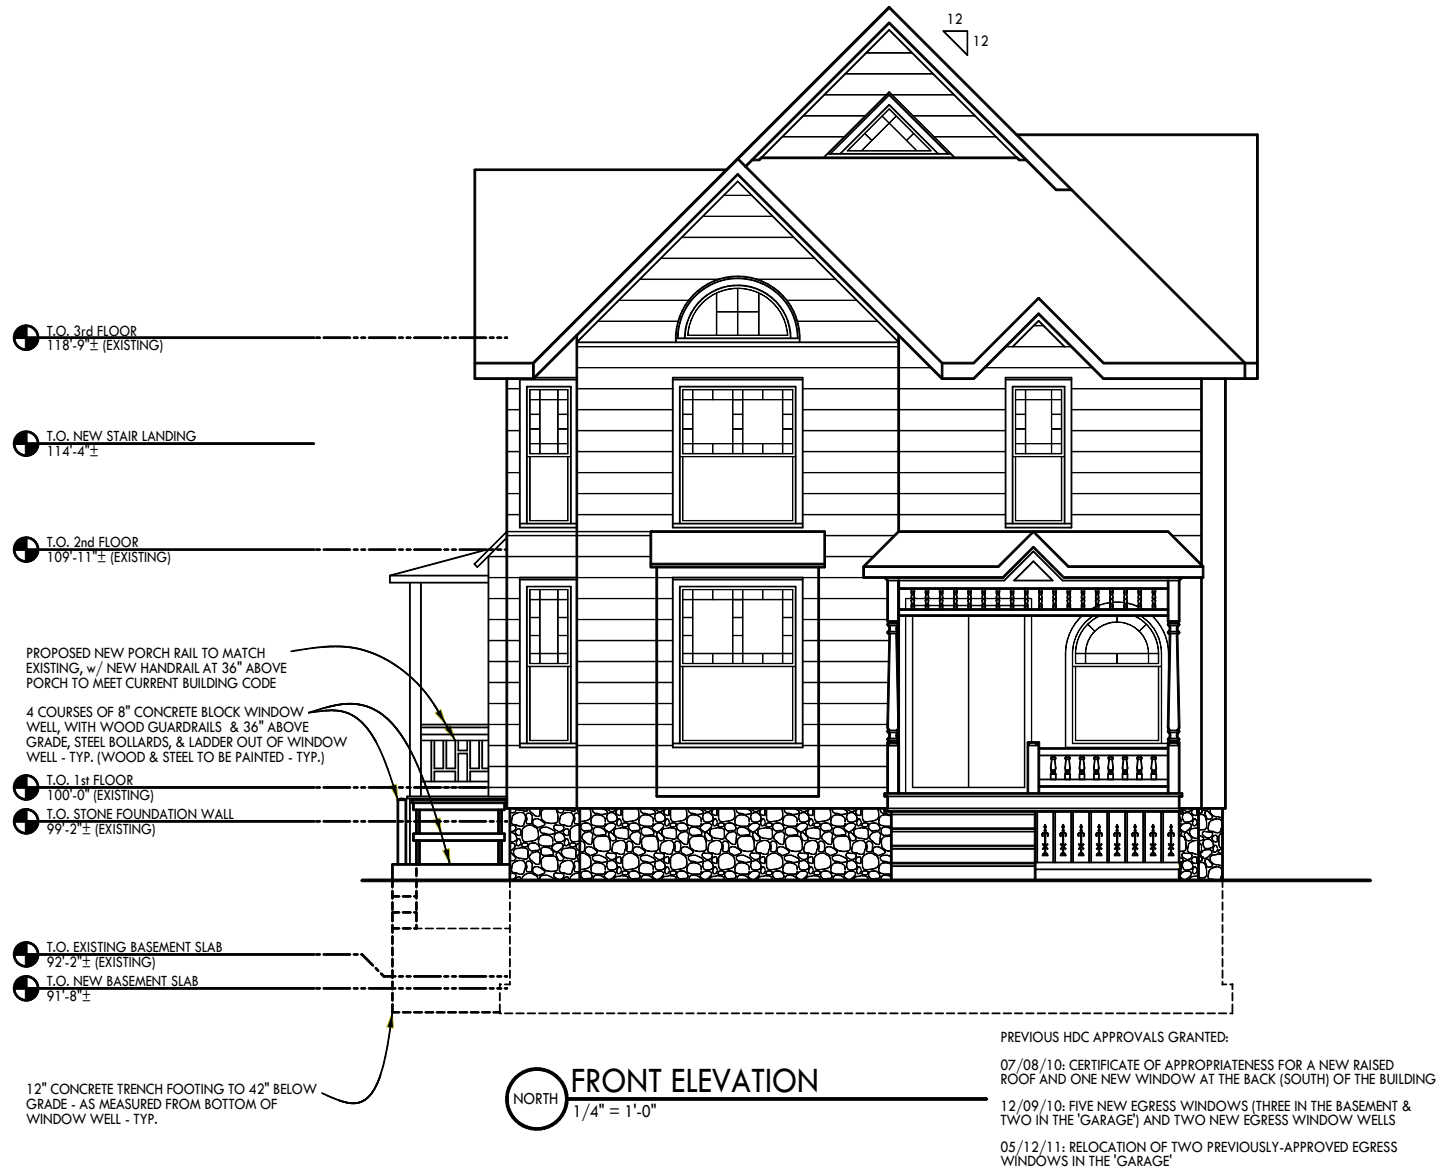 12
12
T.O. 3rd FLOOR
118'-9"± (EXISTING)
T.O. NEW STAIR LANDING
114'-4"±
T.O. 2nd FLOOR
109'-11"± (EXISTING)
PROPOSED NEW PORCH RAIL TO MATCH
EXISTING, w/ NEW HANDRAIL AT 36" ABOVE
PORCH TO MEET CURRENT BUILDING CODE
4 COURSES OF 8" CONCRETE BLOCK WINDOW
WELL, WITH WOOD GUARDRAILS & 36" ABOVE
GRADE, STEEL BOLLARDS, & LADDER OUT OF WINDOW
WELL - TYP. (WOOD & STEEL TO BE PAINTED - TYP.)
T.O. 1st FLOOR
100'-0" (EXISTING)
T.O. STONE FOUNDATION WALL
99'-2"± (EXISTING)
T.O. EXISTING BASEMENT SLAB
92'-2"± (EXISTING)
T.O. NEW BASEMENT SLAB
91'-8"±
12" CONCRETE TRENCH FOOTING TO 42" BELOW
GRADE - AS MEASURED FROM BOTTOM OF
WINDOW WELL - TYP.
NORTH
FRONT ELEVATION
1/4" = 1'-0"
PREVIOUS HDC APPROVALS GRANTED:
07/08/10: CERTIFICATE OF APPROPRIATENESS FOR A NEW RAISED
ROOF AND ONE NEW WINDOW AT THE BACK (SOUTH) OF THE BUILDING
12/09/10: FIVE NEW EGRESS WINDOWS (THREE IN THE BASEMENT &
TWO IN THE 'GARAGE') AND TWO NEW EGRESS WINDOW WELLS
05/12/11: RELOCATION OF TWO PREVIOUSLY-APPROVED EGRESS
WINDOWS IN THE 'GARAGE'